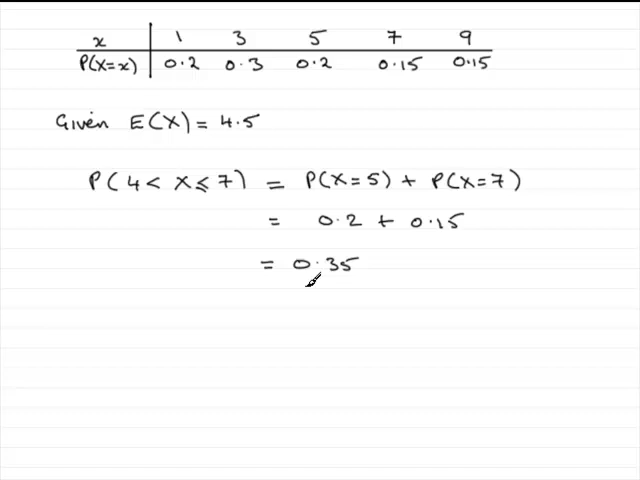 x 1 3 5 7 9
P(X=x) 0.2 0.3 0.2 0.15 0.15
Given E(X) = 4.5
P(4 < X ≤ 7) = P(X=5) + P(X=7)
= 0.2 + 0.15
= 0.35